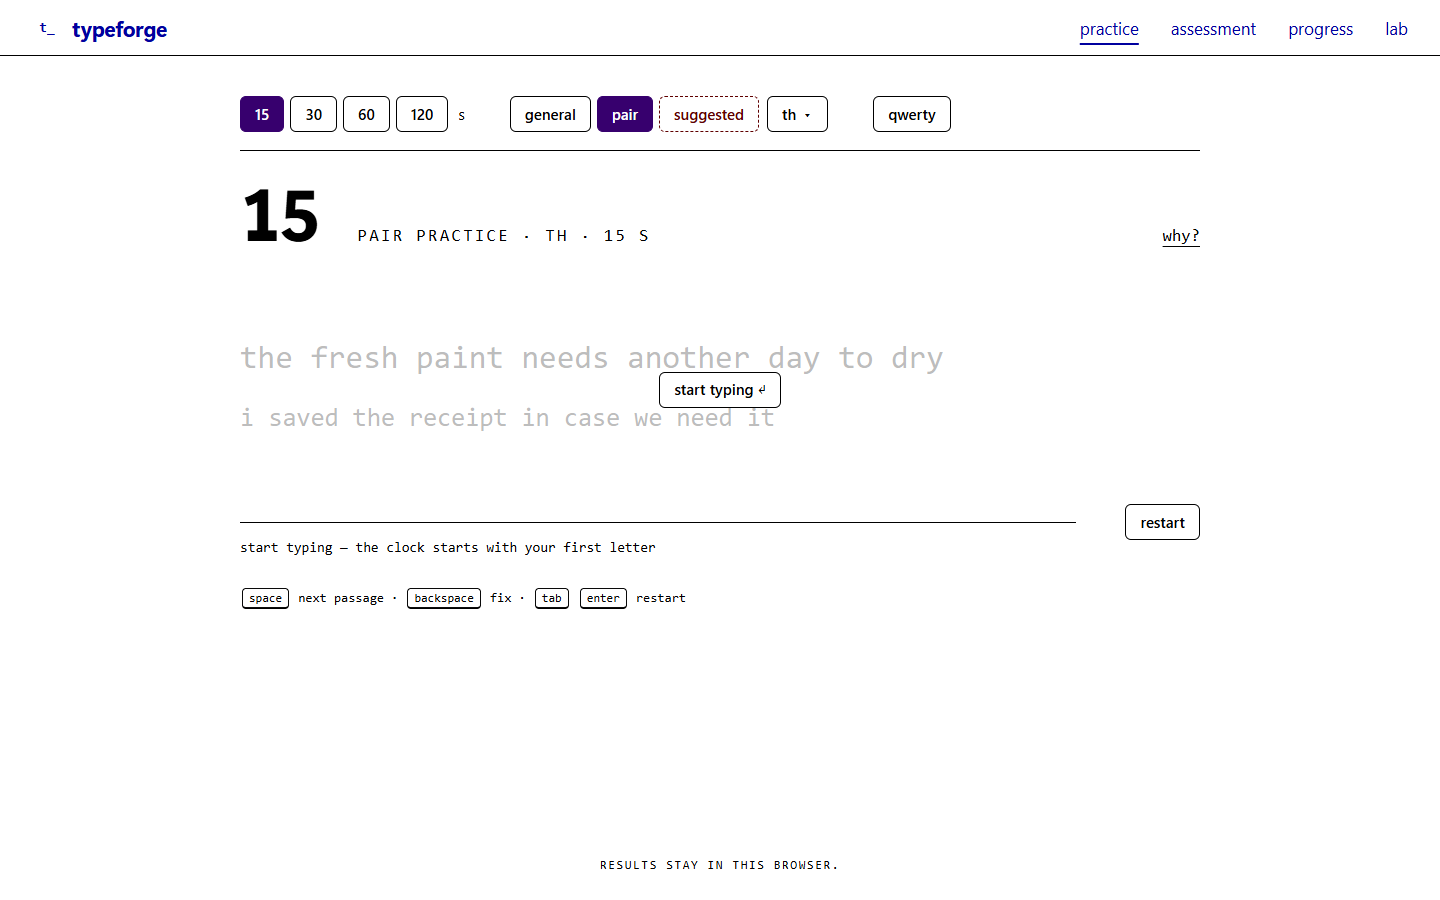 t_ typeforge practice assessment progress lab
15 30 60 120 s general pair suggested th qwerty
15 PAIR PRACTICE · TH · 15 S why?
the fresh paint needs another day to dry
start typing ↲
i saved the receipt in case we need it
restart
start typing — the clock starts with your first letter
space next passage · backspace fix · tab enter restart
RESULTS STAY IN THIS BROWSER.